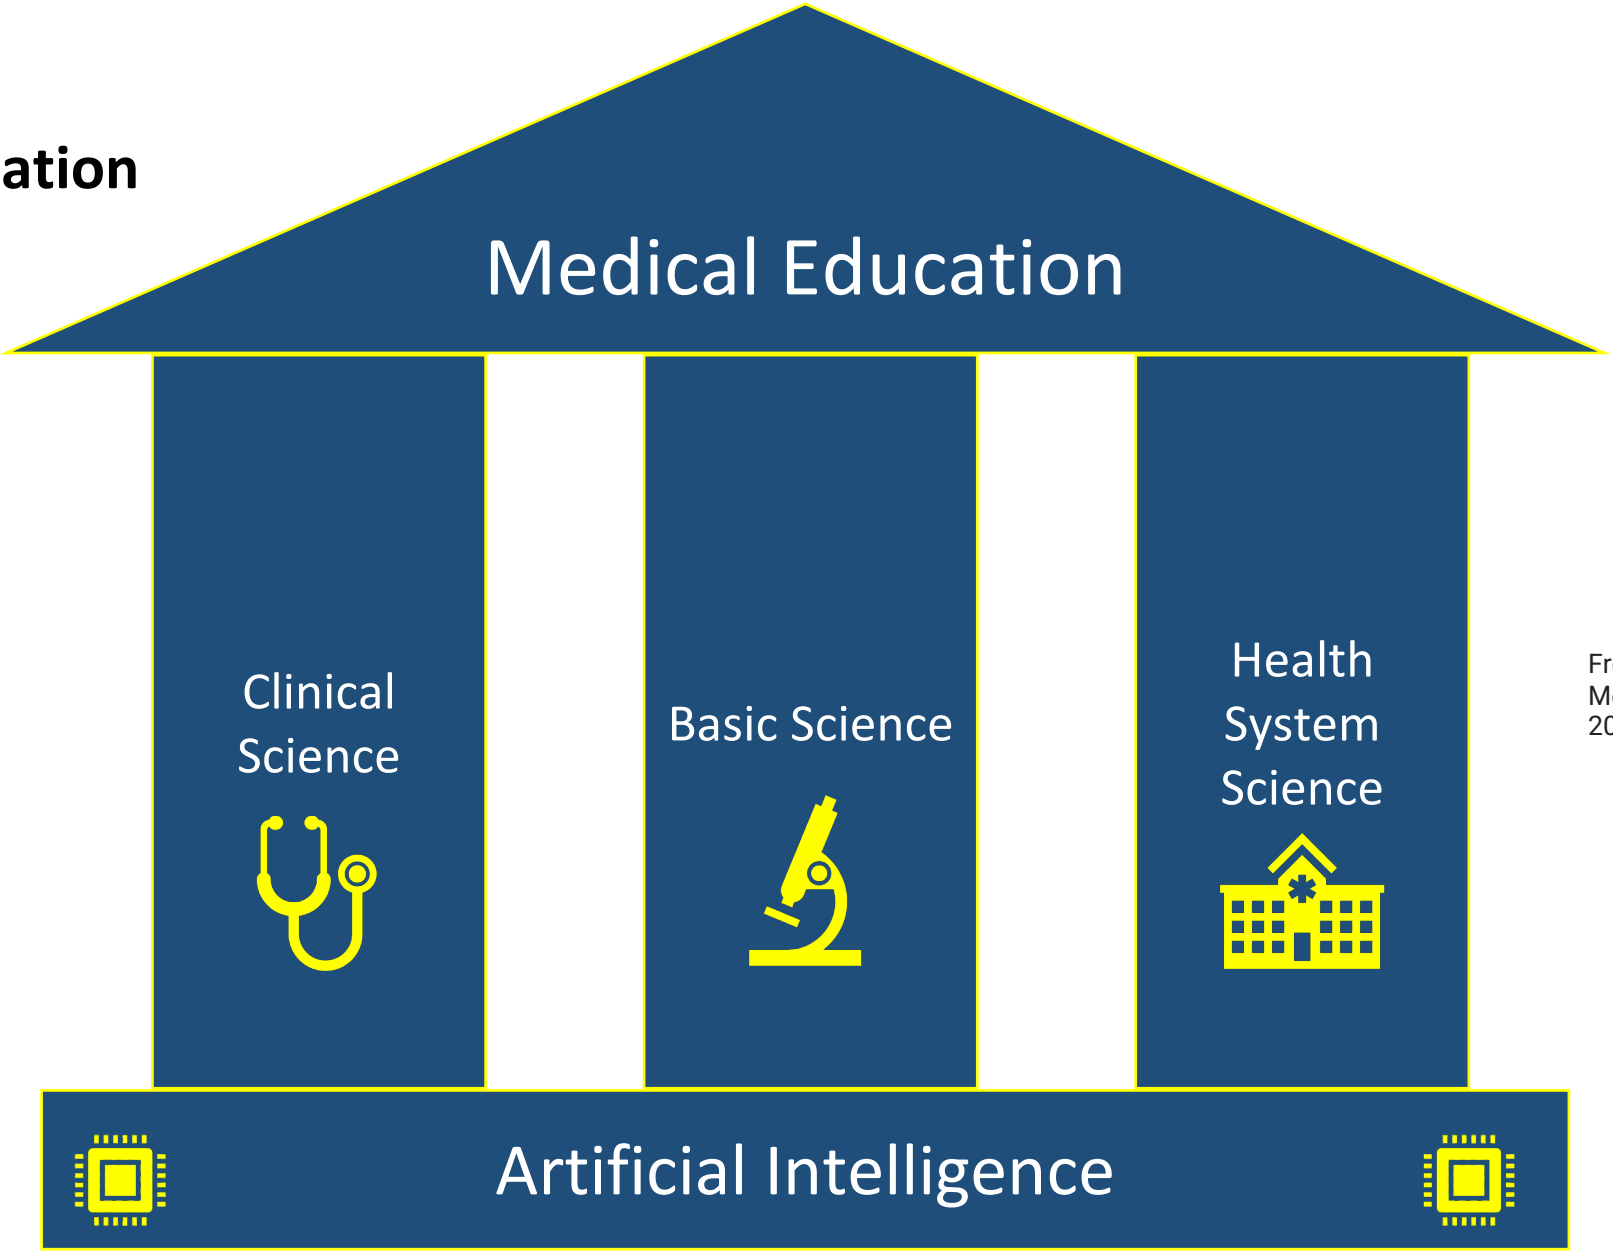 ation
Medical Education
Clinical
Science
Basic Science
Health
System
Science
Artificial Intelligence